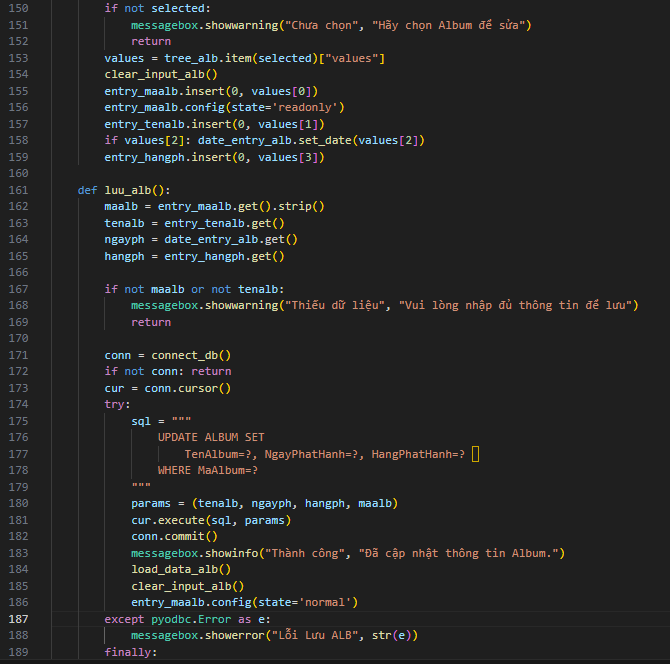 150 if not selected:
151 messagebox.showwarning("Chưa chọn", "Hãy chọn Album để sửa")
152 return
153 values = tree_alb.item(selected)["values"]
154 clear_input_alb()
155 entry_maalb.insert(0, values[0])
156 entry_maalb.config(state='readonly')
157 entry_tenalb.insert(0, values[1])
158 if values[2]: date_entry_alb.set_date(values[2])
159 entry_hangph.insert(0, values[3])
160
161 def luu_alb():
162 maalb = entry_maalb.get().strip()
163 tenalb = entry_tenalb.get()
164 ngayph = date_entry_alb.get()
165 hangph = entry_hangph.get()
166
167 if not maalb or not tenalb:
168 messagebox.showwarning("Thiếu dữ liệu", "Vui lòng nhập đủ thông tin để lưu")
169 return
170
171 conn = connect_db()
172 if not conn: return
173 cur = conn.cursor()
174 try:
175 sql = """
176 UPDATE ALBUM SET
177 TenAlbum=?, NgayPhatHanh=?, HangPhatHanh=?
178 WHERE MaAlbum=?
179 """
180 params = (tenalb, ngayph, hangph, maalb)
181 cur.execute(sql, params)
182 conn.commit()
183 messagebox.showinfo("Thành công", "Đã cập nhật thông tin Album.")
184 load_data_alb()
185 clear_input_alb()
186 entry_maalb.config(state='normal')
187 except pyodbc.Error as e:
188 messagebox.showerror("Lỗi Lưu ALB", str(e))
189 finally: